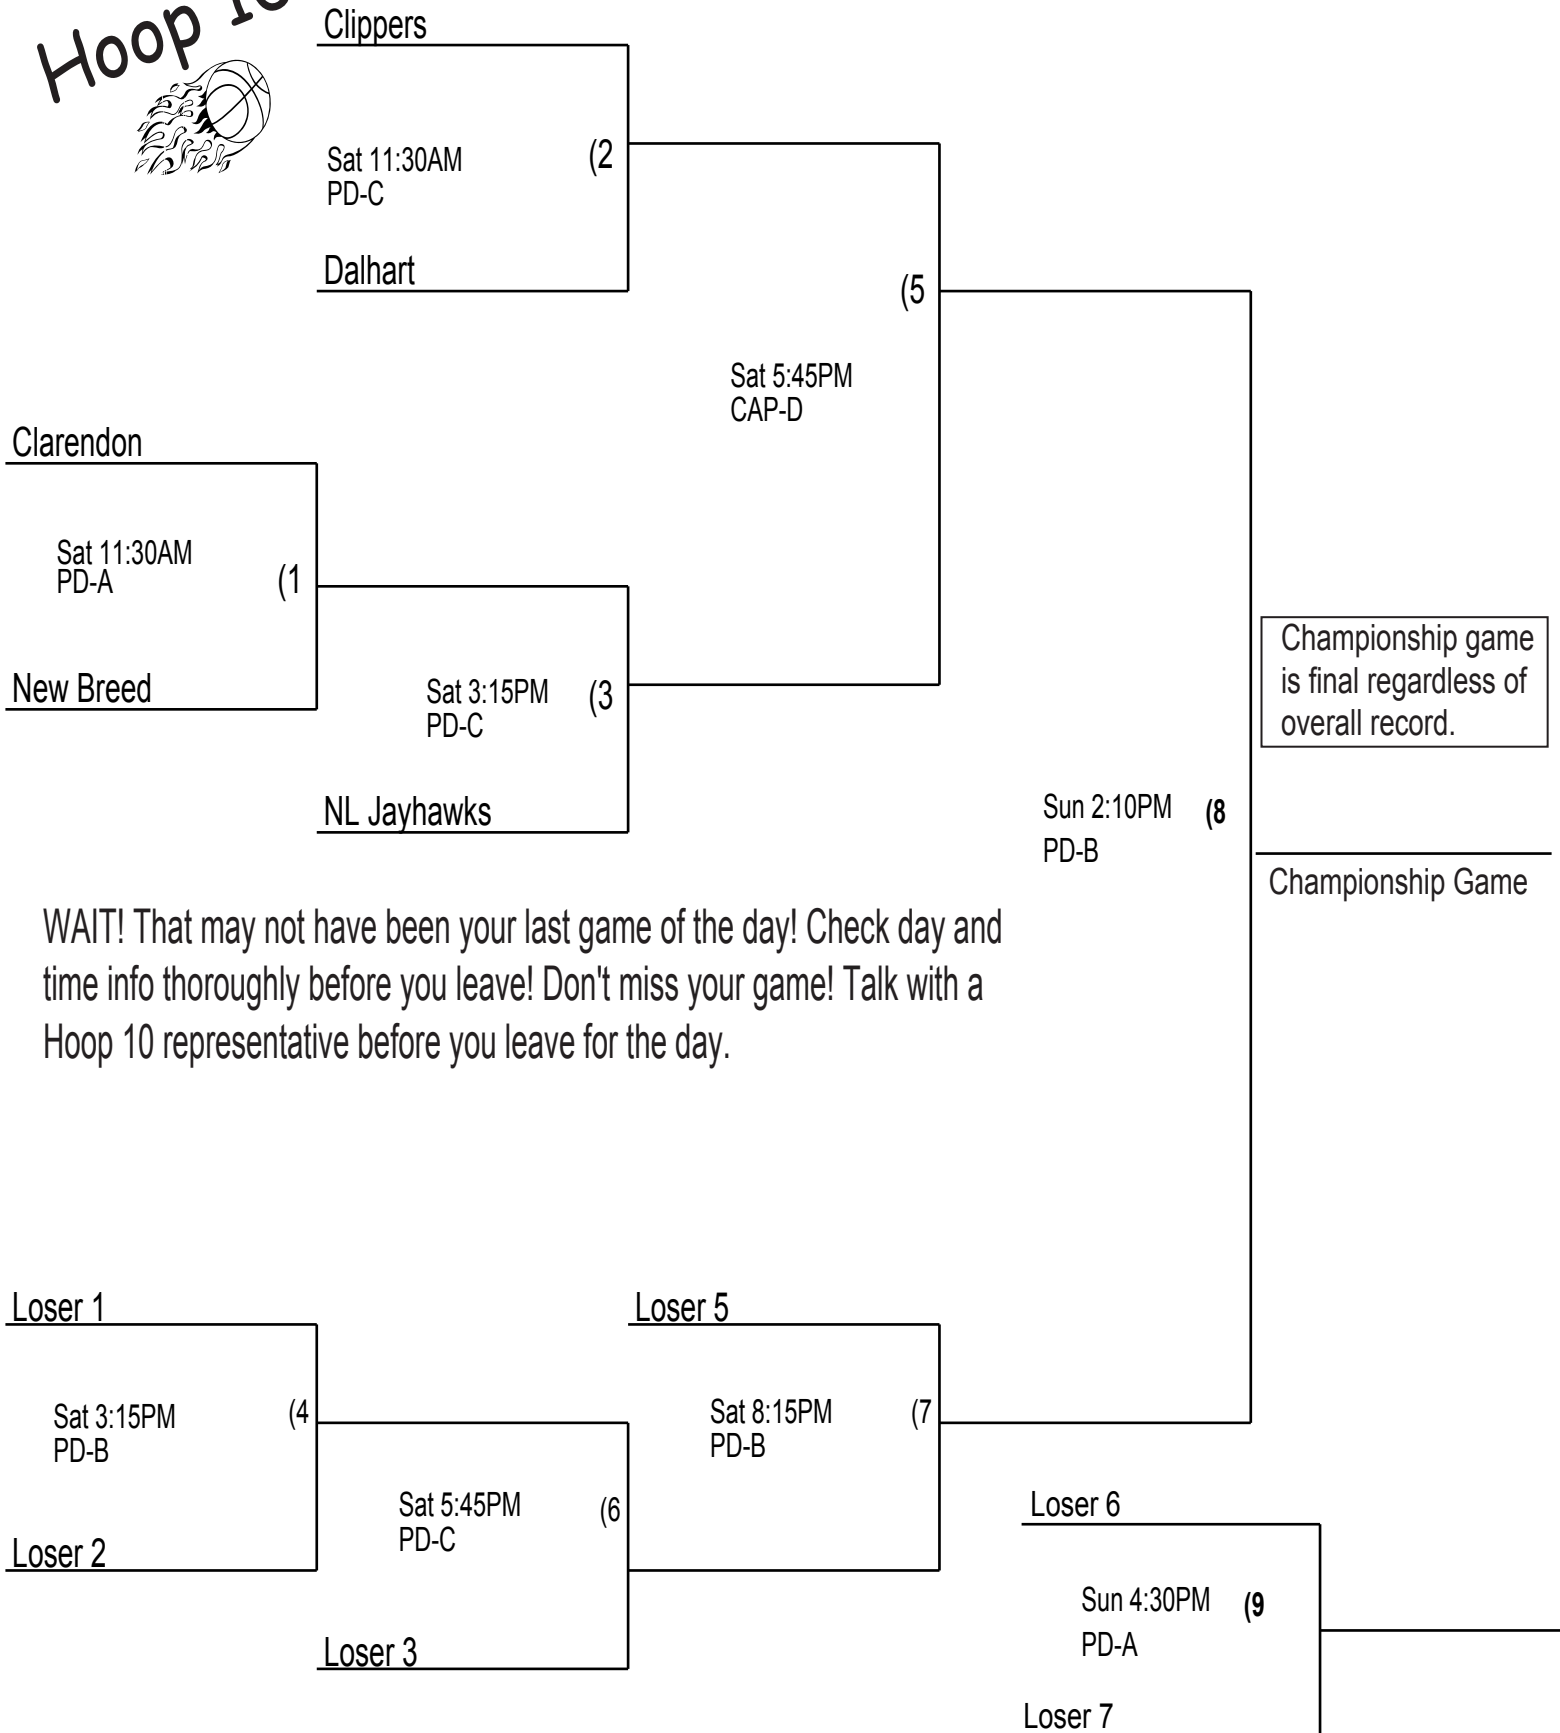 Hoop
Clippers
Sat 11:30AM
PD-C
(2
Dalhart
(5
Sat 5:45PM
CAP-D
Clarendon
Sat 11:30AM
PD-A
(1
New Breed
Sat 3:15PM
PD-C
(3
NL Jayhawks
Championship game
is final regardless of
overall record.
Sun 2:10PM
PD-B
(8
Championship Game
WAIT! That may not have been your last game of the day! Check day and
time info thoroughly before you leave! Don't miss your game! Talk with a
Hoop 10 representative before you leave for the day.
Loser 1
Sat 3:15PM
PD-B
(4
Loser 2
Loser 5
Sat 8:15PM
PD-B
(7
Sat 5:45PM
PD-C
(6
Loser 3
Loser 6
Sun 4:30PM
PD-A
(9
Loser 7